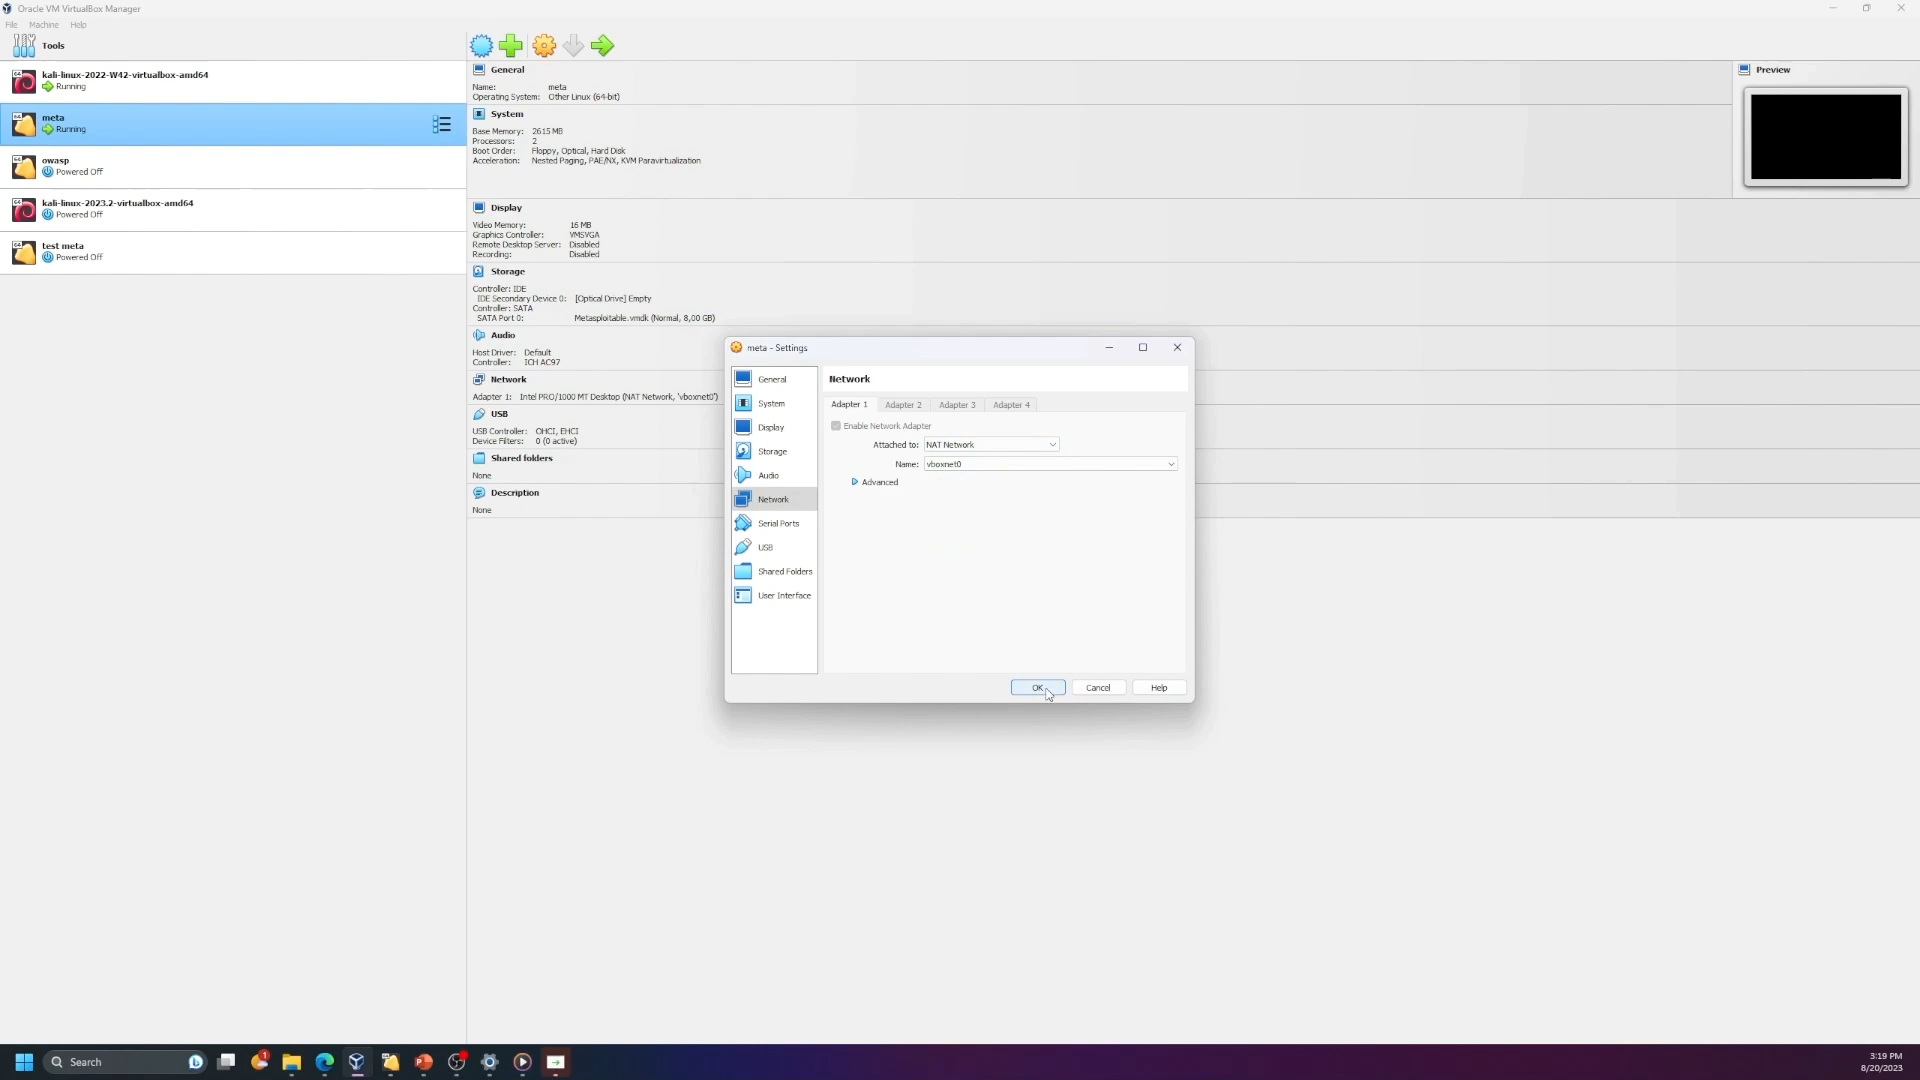 Oracle VM VirtualBox Manager
File Machine Help
Tools
kali-linux-2022-W42-virtualbox-amd64
Running
meta
Running
owasp
Powered Off
kali-linux-2023.2-virtualbox-amd64
Powered Off
test meta
Powered Off
General
Name: meta
Operating System: Other Linux (64-bit)
System
Base Memory: 2615 MB
Processors: 2
Boot Order: Floppy, Optical, Hard Disk
Acceleration: Nested Paging, PAE/NX, KVM Paravirtualization
Display
Video Memory: 16 MB
Graphics Controller: VMSVGA
Remote Desktop Server: Disabled
Recording: Disabled
Storage
Controller: IDE
IDE Secondary Device 0: [Optical Drive] Empty
Controller: SATA
SATA Port 0: Metasploitable.vmdk (Normal, 8,00 GB)
Audio
Host Driver: Default
Controller: ICH AC97
Network
Adapter 1: Intel PRO/1000 MT Desktop (NAT Network, 'vboxnet0')
USB
USB Controller: OHCI, EHCI
Device Filters: 0 (0 active)
Shared folders
None
Description
None
Preview
meta - Settings
General
System
Display
Storage
Audio
Network
Serial Ports
USB
Shared Folders
User Interface
Network
Adapter 1 Adapter 2 Adapter 3 Adapter 4
Enable Network Adapter
Attached to: NAT Network
Name: vboxnet0
Advanced
OK Cancel Help
Search
3:19 PM
8/20/2023